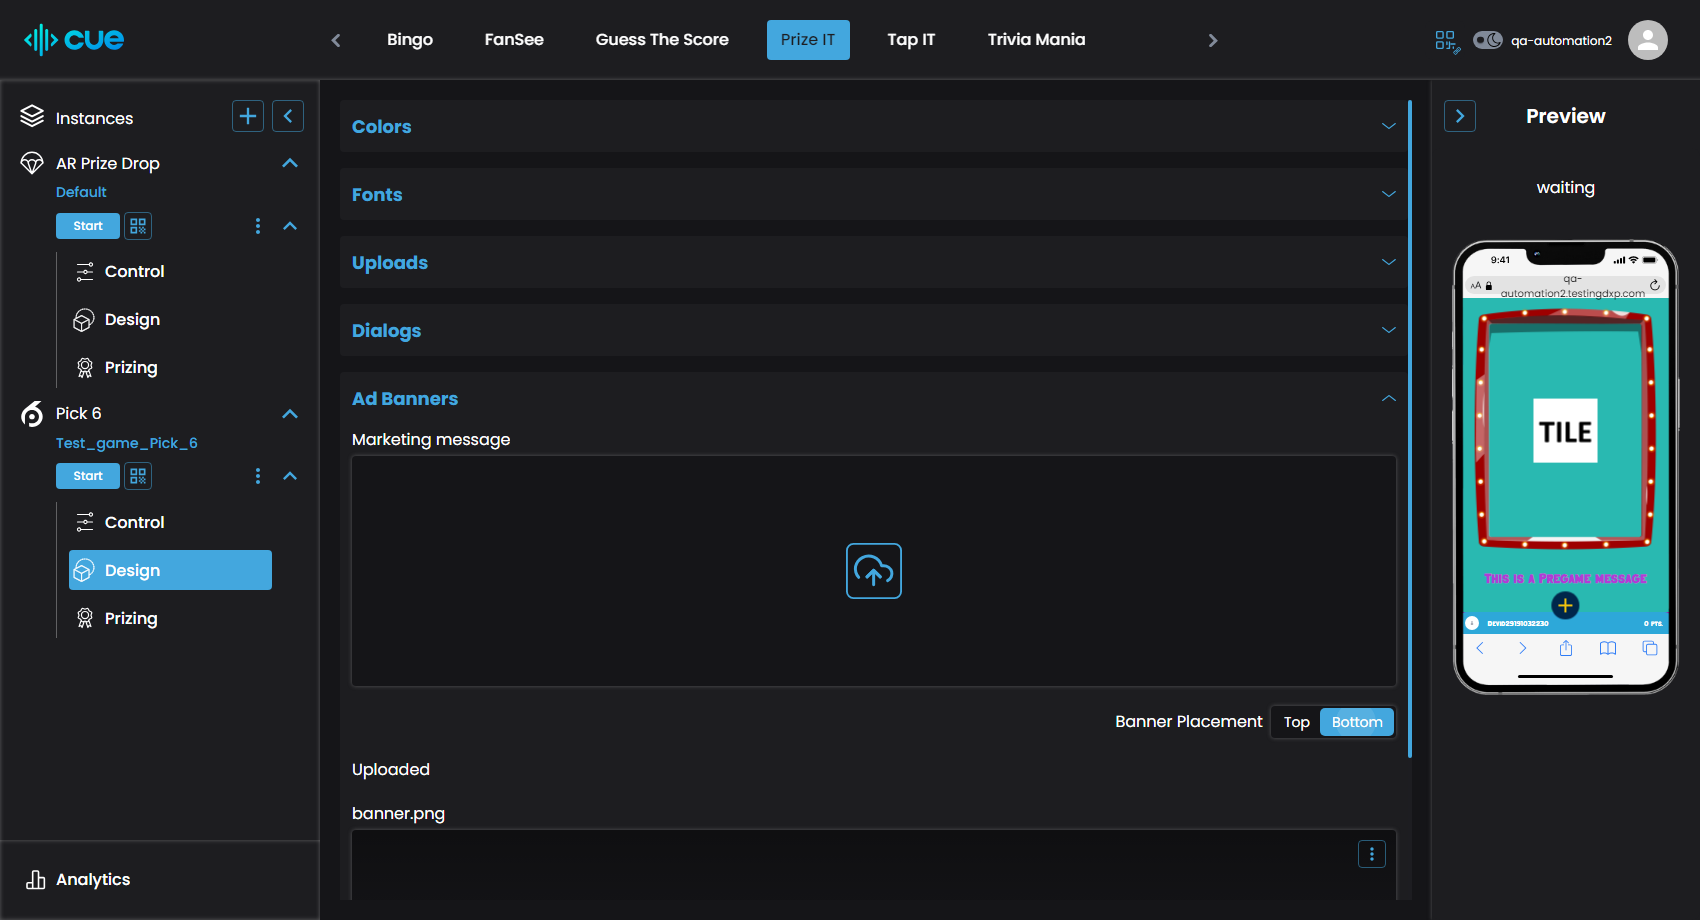 cue
Bingo
FanSee
Guess The Score
Prize IT
Tap IT
Trivia Mania
qa-automation2
Instances
AR Prize Drop
Default
Start
Control
Design
Prizing
Pick 6
Test_game_Pick_6
Start
Control
Design
Prizing
Analytics
Colors
Fonts
Uploads
Dialogs
Ad Banners
Marketing message
Banner Placement
Top
Bottom
Uploaded
banner.png
Preview
waiting
9:41
AA
qa-
automation2.testingdxp.com
TILE
THIS IS A PREGAME MESSAGE
DEVID29191032230
0 PTS.